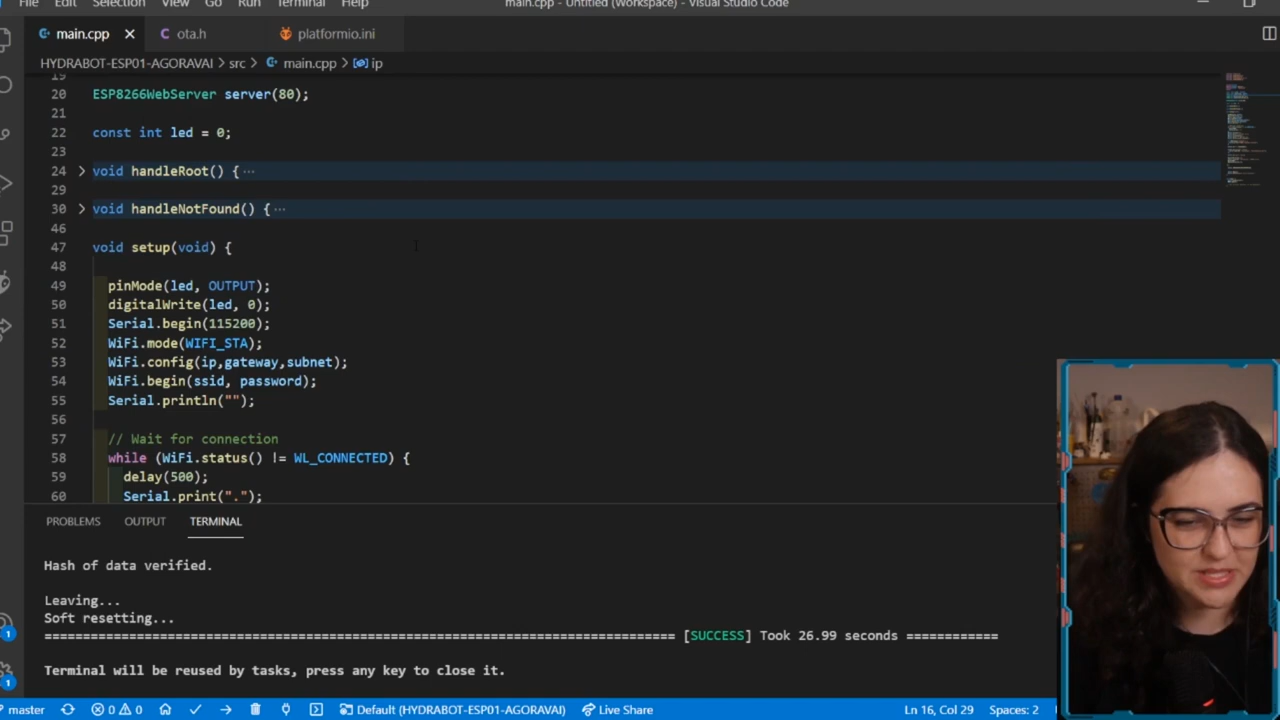 File Edit Selection View Go Run Terminal Help main.cpp - Untitled (Workspace) - Visual Studio Code
main.cpp ota.h platformio.ini
HYDRABOT-ESP01-AGORAVAI > src > main.cpp > ip
19
20 ESP8266WebServer server(80);
21
22 const int led = 0;
23
24 void handleRoot() { ...
29
30 void handleNotFound() { ...
46
47 void setup(void) {
48
49 pinMode(led, OUTPUT);
50 digitalWrite(led, 0);
51 Serial.begin(115200);
52 WiFi.mode(WIFI_STA);
53 WiFi.config(ip,gateway,subnet);
54 WiFi.begin(ssid, password);
55 Serial.println("");
56
57 // Wait for connection
58 while (WiFi.status() != WL_CONNECTED) {
59 delay(500);
60 Serial.print(".");
PROBLEMS OUTPUT TERMINAL
Hash of data verified.
Leaving...
Soft resetting...
================================================================================= [SUCCESS] Took 26.99 seconds ============
Terminal will be reused by tasks, press any key to close it.
1
1
master 0 0 Default (HYDRABOT-ESP01-AGORAVAI) Live Share Ln 16, Col 29 Spaces: 2